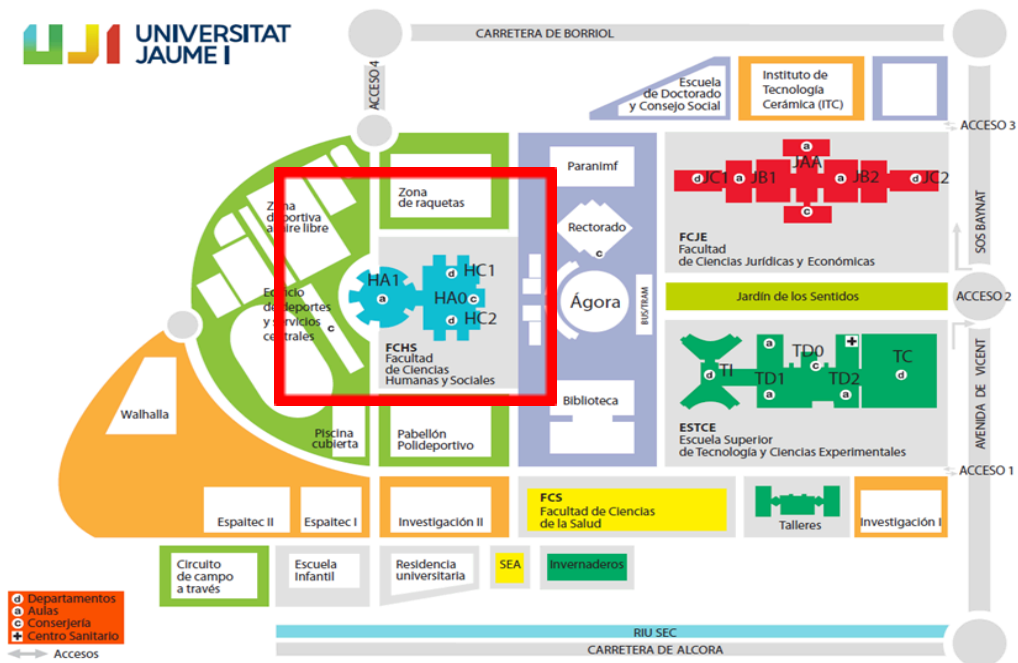 UNIVERSITAT
JAUME I
CARRETERA DE BORRIOL
ACCESO 4
Escuela
de Doctorado
y Consejo Social
Instituto de
Tecnología
Cerámica (ITC)
ACCESO 3
Zona
deportiva
al aire libre
Zona
de raquetas
Paranimf
Rectorado
c
Ágora
BUS/TRAM
JAA
a
JC1
d
JB1
a
JB2
a
JC2
d
c
FCJE
Facultad
de Ciencias Jurídicas y Económicas
SOS BAYNAT
ACCESO 2
Jardín de los Sentidos
HA1
a
HC1
d
HA0
c
HC2
d
FCHS
Facultad
de Ciencias
Humanas y Sociales
Edificio
de deportes
y servicios
centrales
c
TI
d
TD0
c
TD1
a
a
TD2
a
TC
d
ESTCE
Escuela Superior
de Tecnología y Ciencias Experimentales
AVENIDA DE VICENT
ACCESO 1
Walhalla
Piscina
cubierta
Pabellón
Polideportivo
Biblioteca
Espaitec II
Espaitec I
Investigación II
FCS
Facultad de Ciencias
de la Salud
Talleres
Investigación I
Circuito
de campo
a través
Escuela
Infantil
Residencia
universitaria
SEA
Invernaderos
d Departamentos
a Aulas
c Conserjería
Centro Sanitario
Accesos
RIU SEC
CARRETERA DE ALCORA